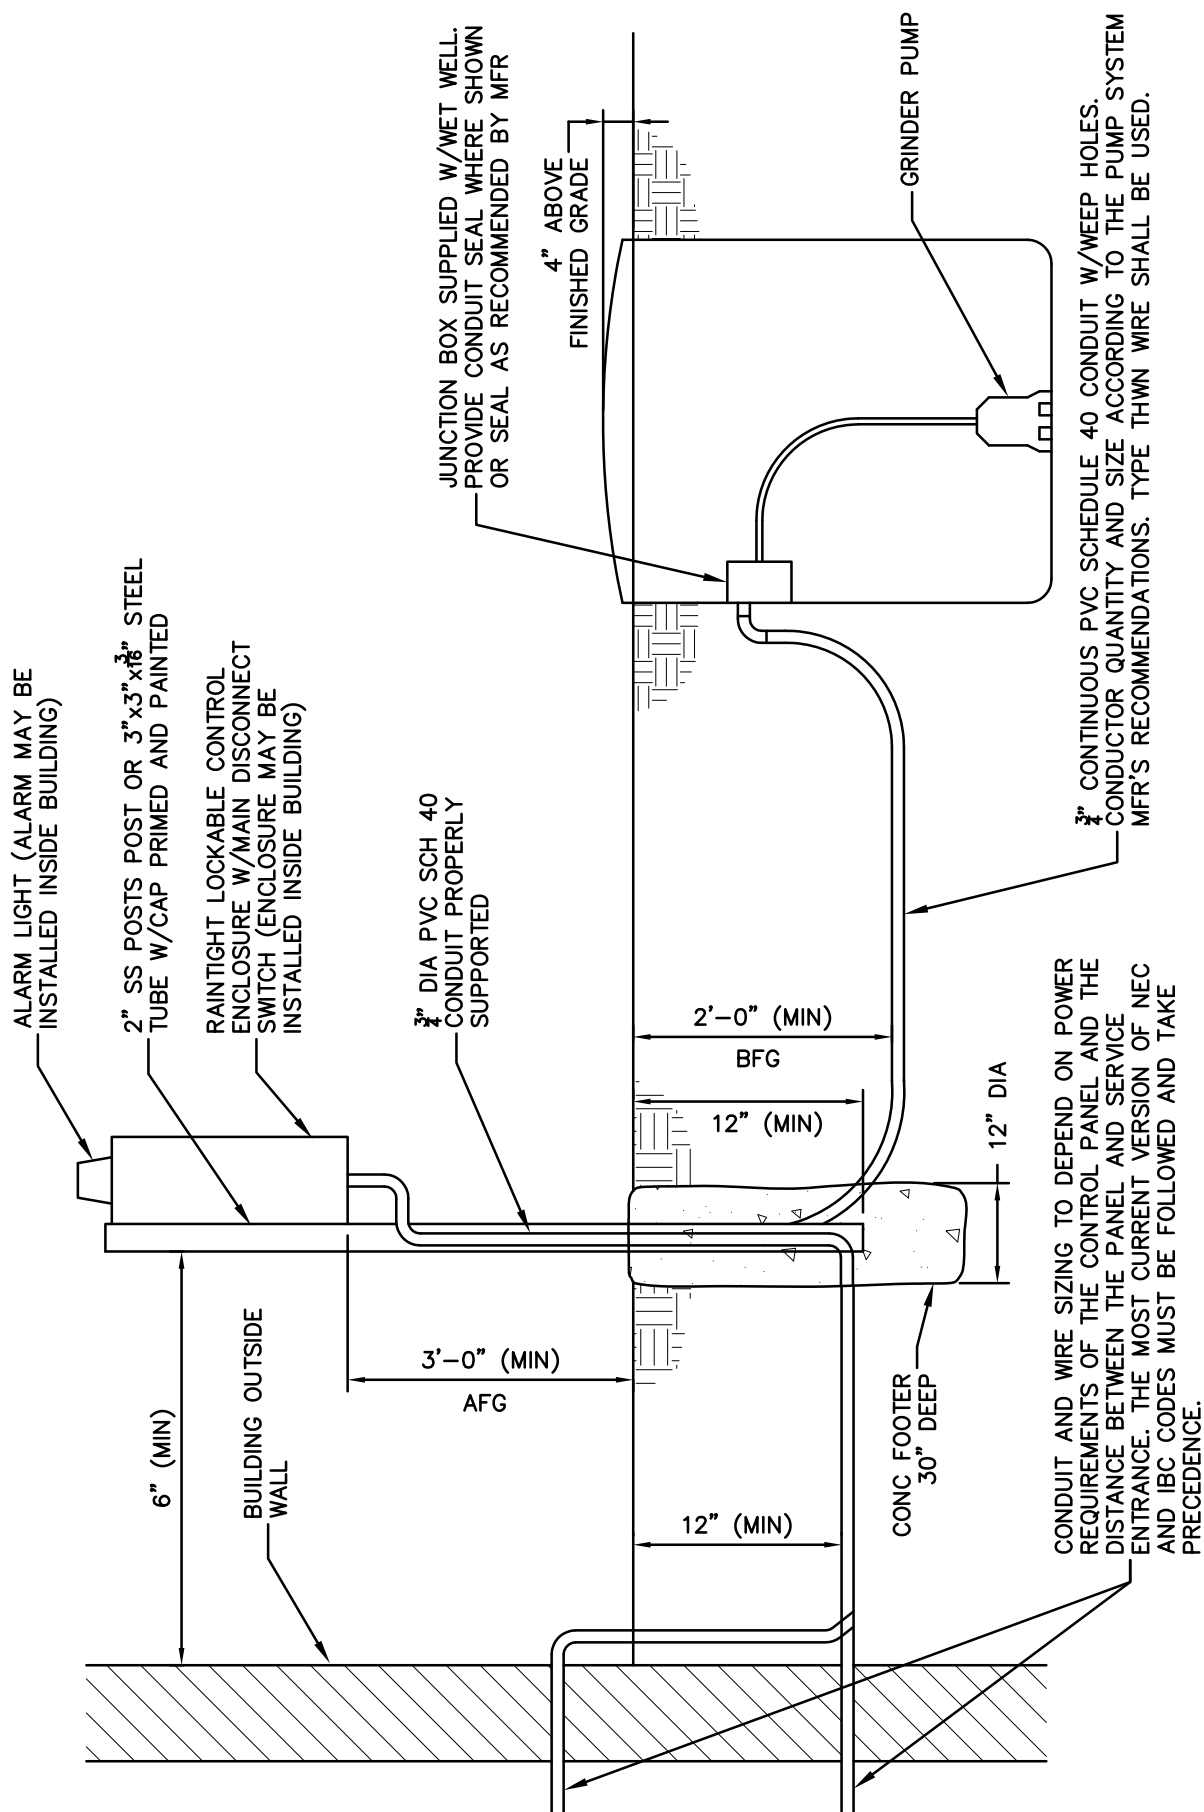 ALARM LIGHT (ALARM MAY BE
INSTALLED INSIDE BUILDING)
2" SS POSTS POST OR 3"x3"x3/16" STEEL
TUBE W/CAP PRIMED AND PAINTED
RAINTIGHT LOCKABLE CONTROL
ENCLOSURE W/MAIN DISCONNECT
SWITCH (ENCLOSURE MAY BE
INSTALLED INSIDE BUILDING)
3/4" DIA PVC SCH 40
CONDUIT PROPERLY
SUPPORTED
JUNCTION BOX SUPPLIED W/WET WELL.
PROVIDE CONDUIT SEAL WHERE SHOWN
OR SEAL AS RECOMMENDED BY MFR
4" ABOVE
FINISHED GRADE
6" (MIN)
BUILDING OUTSIDE
WALL
3'-0" (MIN)
AFG
12" (MIN)
2'-0" (MIN)
BFG
12" (MIN)
12" DIA
CONC FOOTER
30" DEEP
GRINDER PUMP
CONDUIT AND WIRE SIZING TO DEPEND ON POWER
REQUIREMENTS OF THE CONTROL PANEL AND THE
DISTANCE BETWEEN THE PANEL AND SERVICE
ENTRANCE. THE MOST CURRENT VERSION OF NEC
AND IBC CODES MUST BE FOLLOWED AND TAKE
PRECEDENCE.
3/4" CONTINUOUS PVC SCHEDULE 40 CONDUIT W/WEEP HOLES.
CONDUCTOR QUANTITY AND SIZE ACCORDING TO THE PUMP SYSTEM
MFR'S RECOMMENDATIONS. TYPE THWN WIRE SHALL BE USED.